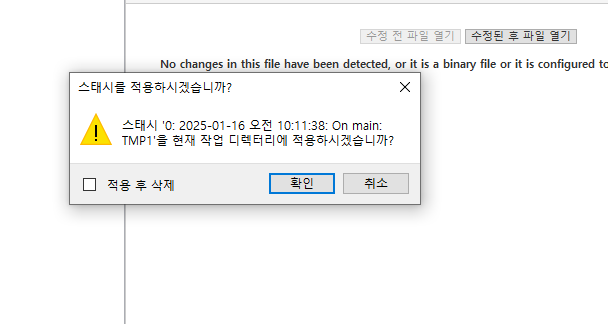 수정 전 파일 열기 수정된 후 파일 열기
No changes in this file have been detected, or it is a binary file or it is configured to
스태시를 적용하시겠습니까?
스태시 '0: 2025-01-16 오전 10:11:38: On main:
TMP1'을 현재 작업 디렉터리에 적용하시겠습니까?
적용 후 삭제 확인 취소